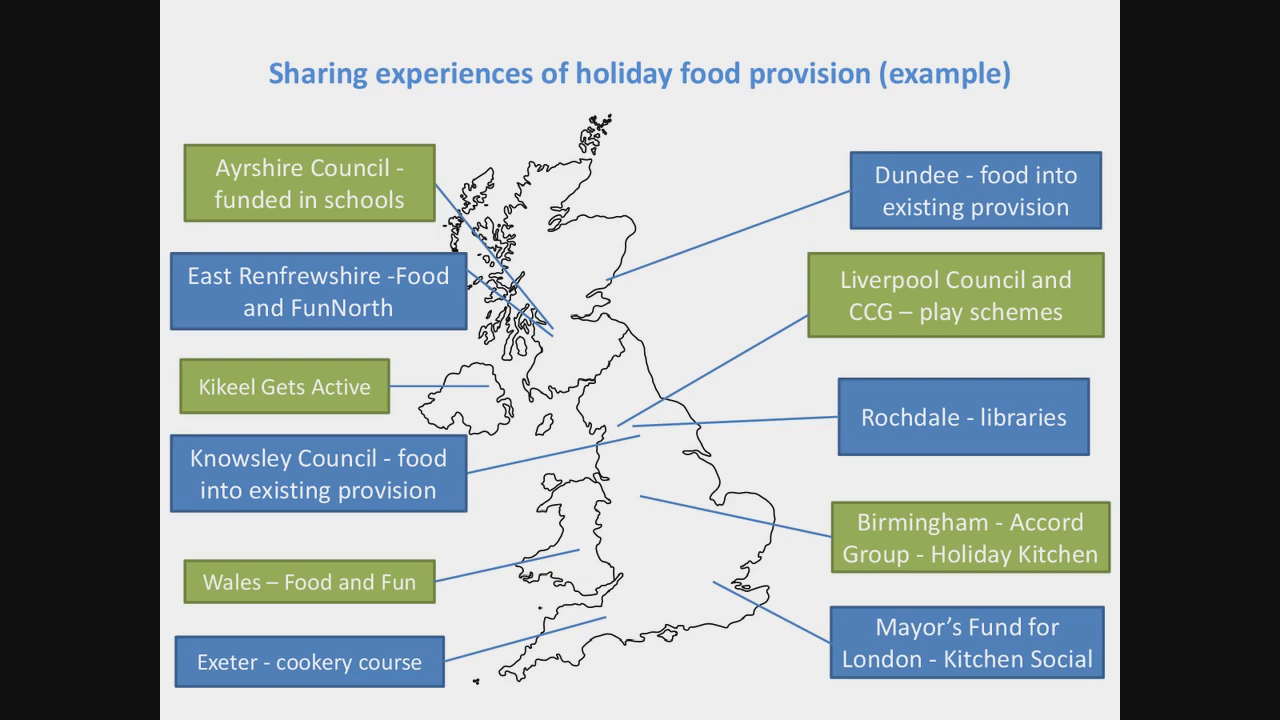 Sharing experiences of holiday food provision (example)
Ayrshire Council -
funded in schools
East Renfrewshire -Food
and FunNorth
Kikeel Gets Active
Knowsley Council - food
into existing provision
Wales – Food and Fun
Exeter - cookery course
Dundee - food into
existing provision
Liverpool Council and
CCG – play schemes
Rochdale - libraries
Birmingham - Accord
Group - Holiday Kitchen
Mayor’s Fund for
London - Kitchen Social